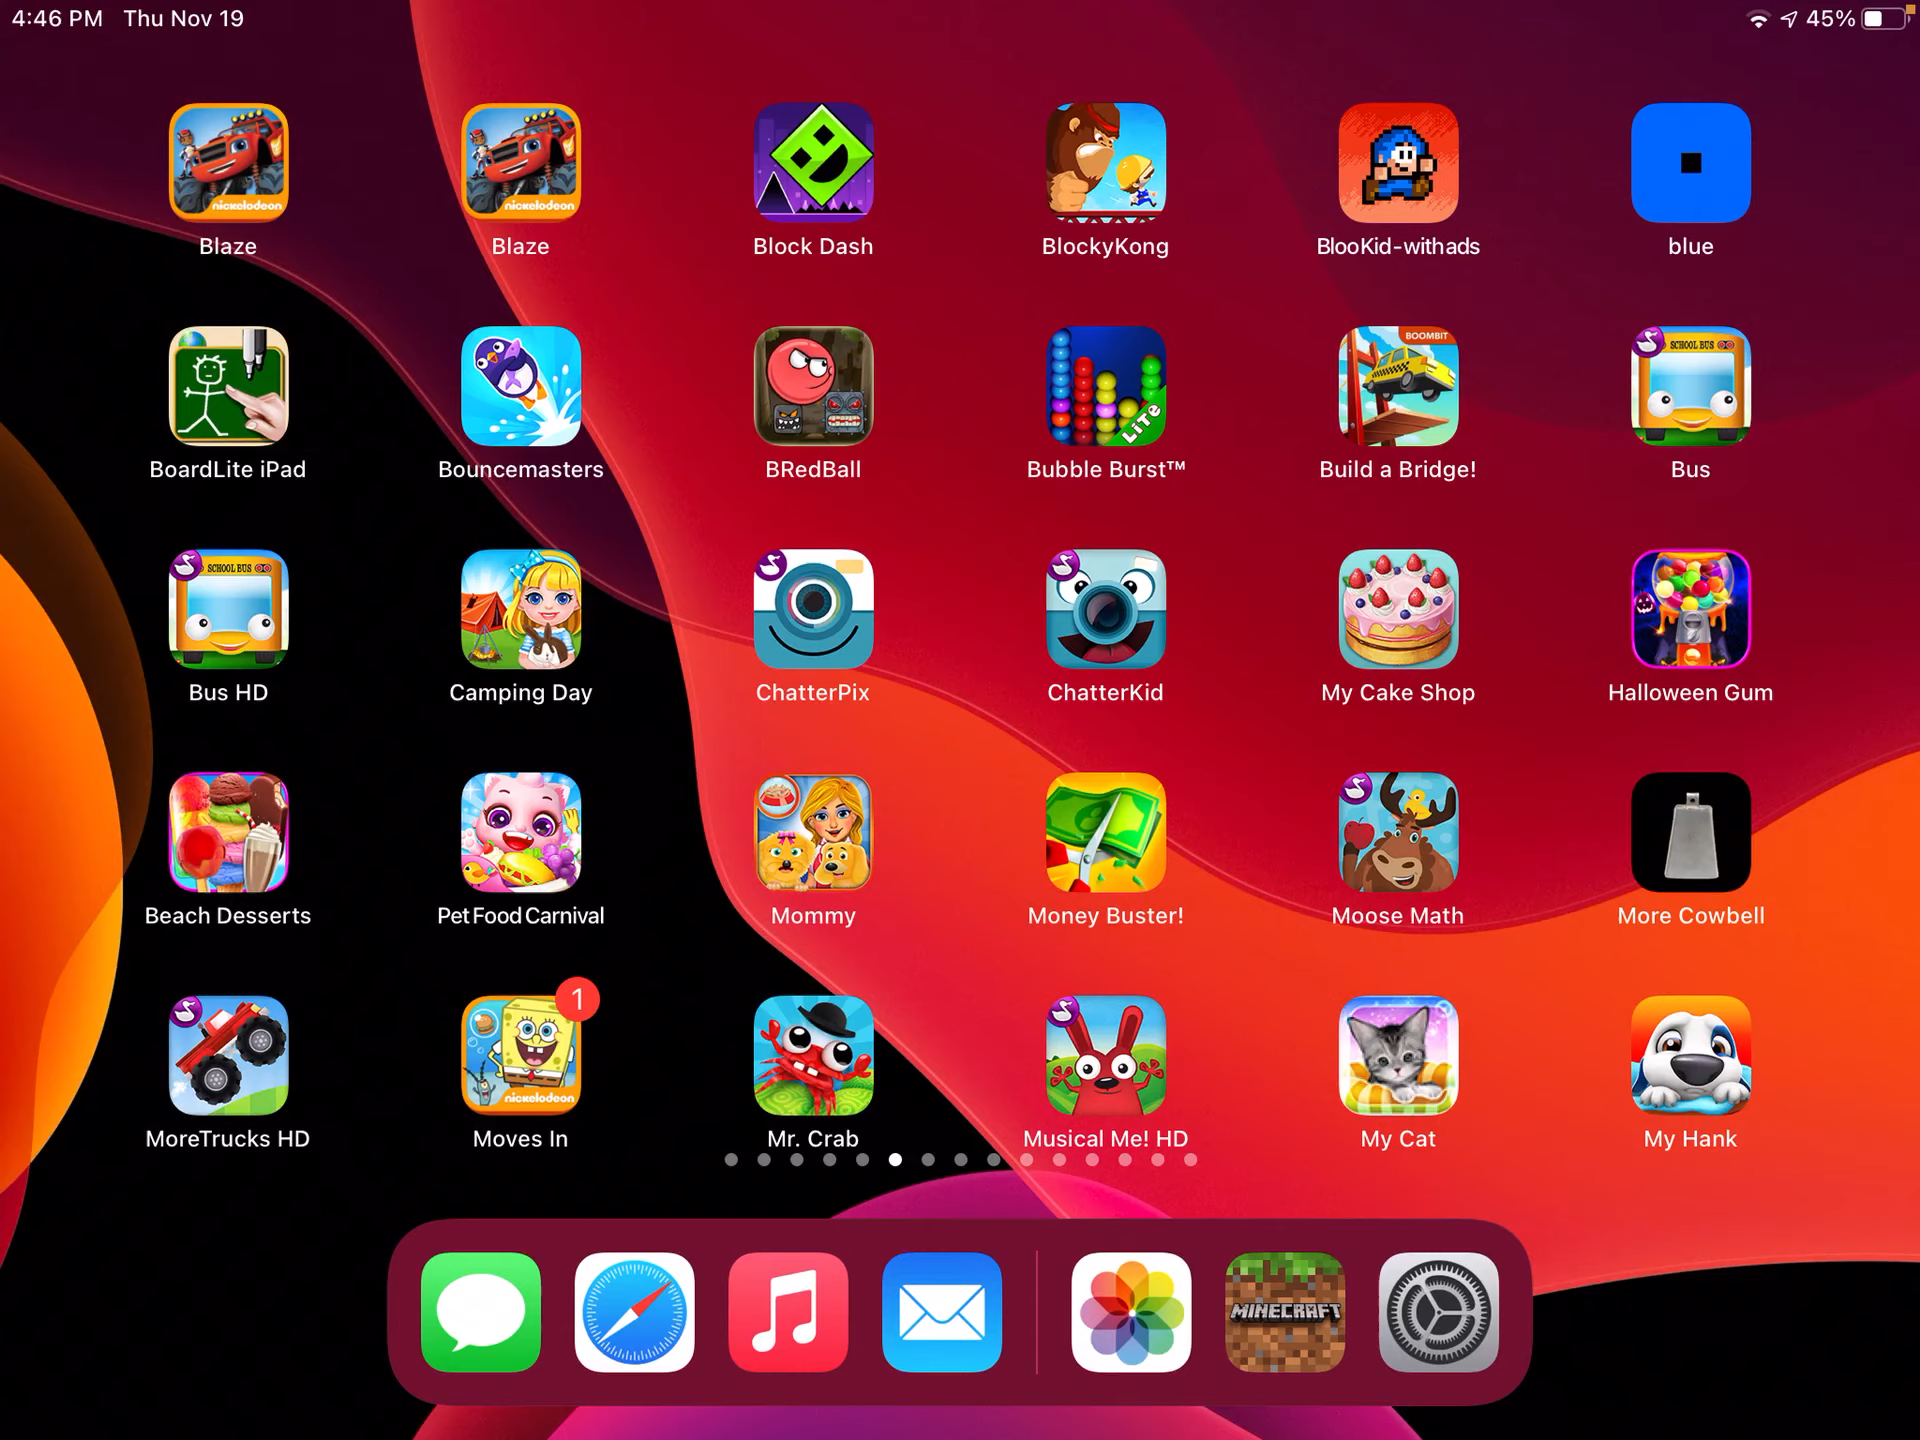 4:46 PM Thu Nov 19 45%
nickelodeon nickelodeon
Blaze Blaze Block Dash BlockyKong BlooKid-withads blue
LiTe BOOMBIT SCHOOL BUS
BoardLite iPad Bouncemasters BRedBall Bubble Burst™ Build a Bridge! Bus
SCHOOL BUS
Bus HD Camping Day ChatterPix ChatterKid My Cake Shop Halloween Gum
Beach Desserts Pet Food Carnival Mommy Money Buster! Moose Math More Cowbell
1
nickelodeon
MoreTrucks HD Moves In Mr. Crab Musical Me! HD My Cat My Hank
MINECRAFT